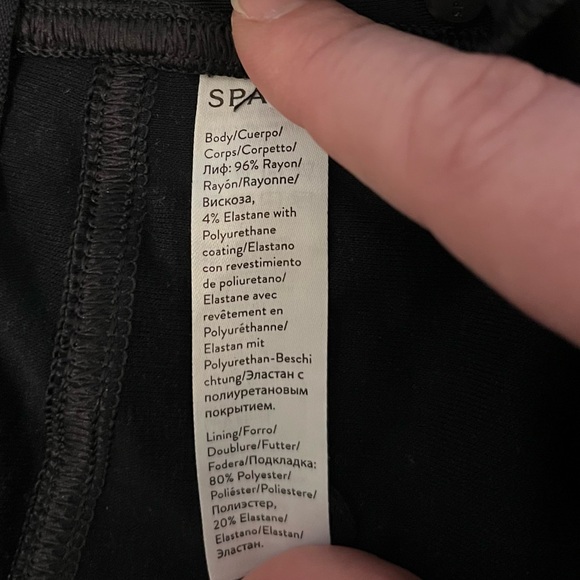 SPA
Body/Cuerpo/
Corps/Corpetto/
Лиф: 96% Rayon/
Rayón/Rayonne/
Вискоза,
4% Elastane with
Polyurethane
coating/Elastano
con revestimiento
de poliuretano/
Elastane avec
revêtement en
Polyuréthanne/
Elastan mit
Polyurethan-Beschi
chtung/Эластан с
полиуретановым
покрытием.
Lining/Forro/
Doublure/Futter/
Fodera/Подкладка:
80% Polyester/
Poliéster/Poliestere/
Полиэстер,
20% Elastane/
Elastano/Elastan/
Эластан.